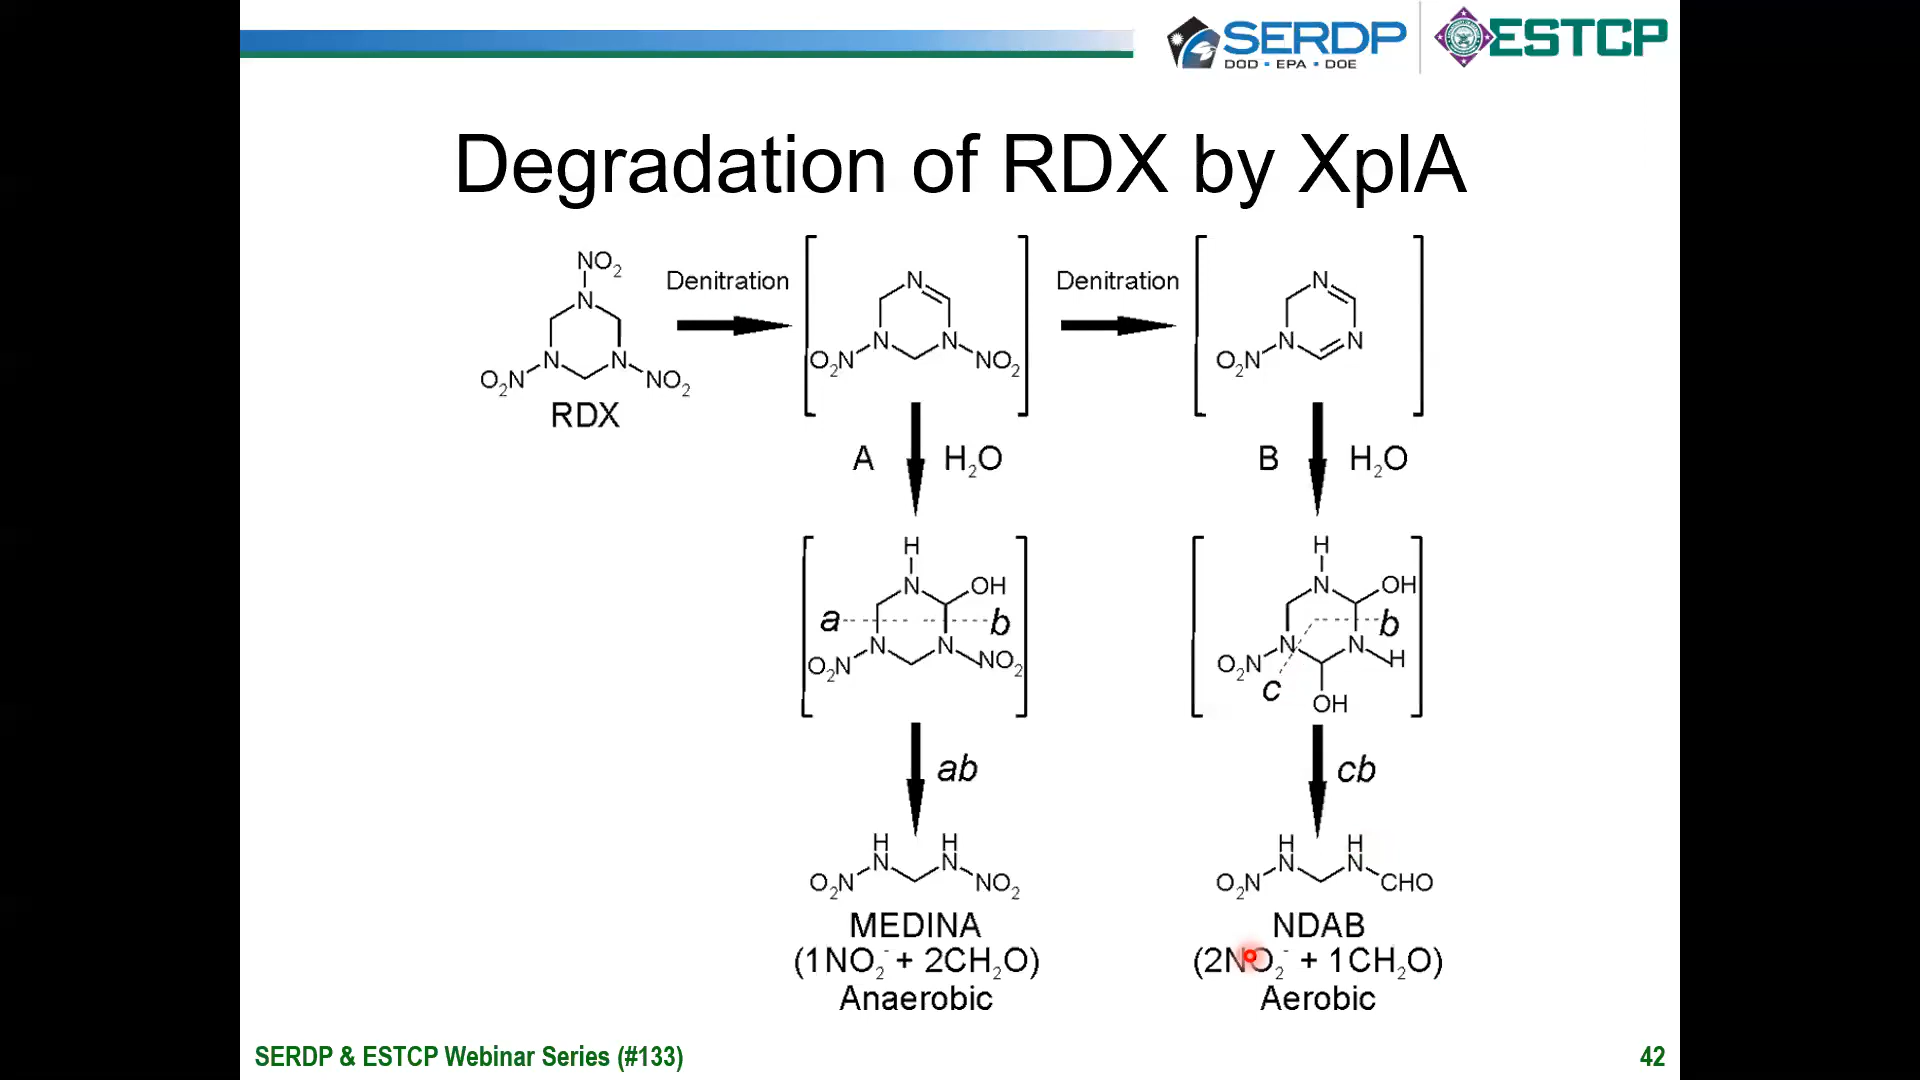 SERDP
DOD • EPA • DOE
ESTCP
Degradation of RDX by XplA
NO2
N
N
N
O2N
NO2
RDX
Denitration
N
N
N
O2N
NO2
Denitration
N
N
N
O2N
A
H2O
B
H2O
H
N
OH
a
b
N
N
O2N
NO2
H
N
OH
b
N
N
H
O2N
c
OH
ab
cb
H
H
N
N
O2N
NO2
H
H
N
N
O2N
CHO
MEDINA
(1NO2- + 2CH2O)
Anaerobic
NDAB
(2NO2- + 1CH2O)
Aerobic
SERDP & ESTCP Webinar Series (#133)
42